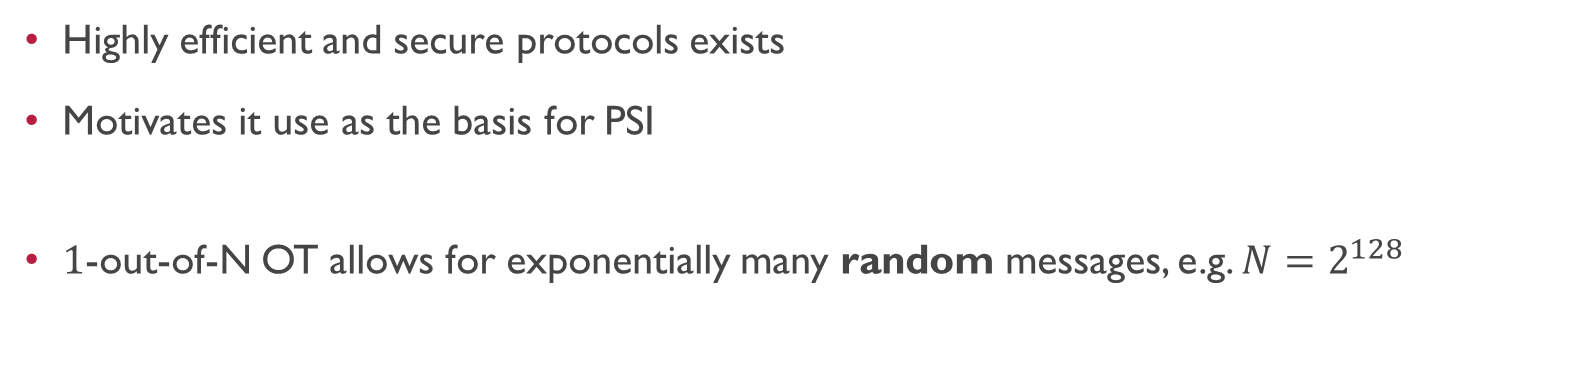 • Highly efficient and secure protocols exists
• Motivates it use as the basis for PSI
• 1-out-of-N OT allows for exponentially many random messages, e.g. N = 2^128